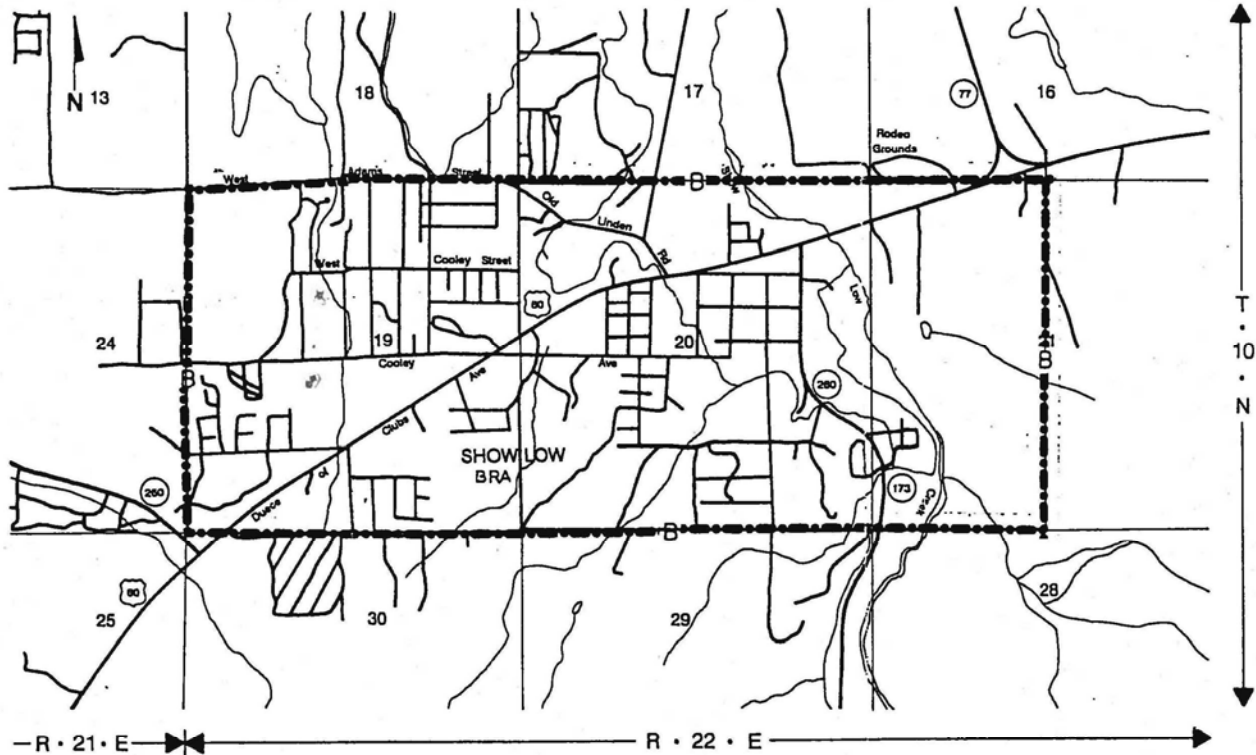 N 13
18
17
77
16
Rodeo
Grounds
West Adams Street
B
Show
Old
Linden
Rd
West Cooley Street
60
Low
24
19
20
21
B
B
Cooley
Ave
Ave
260
Clubs
SHOW LOW
BRA
260
of
Duece
173
Creek
B
60
25
30
29
28
T · 10 · N
R · 21 · E
R · 22 · E